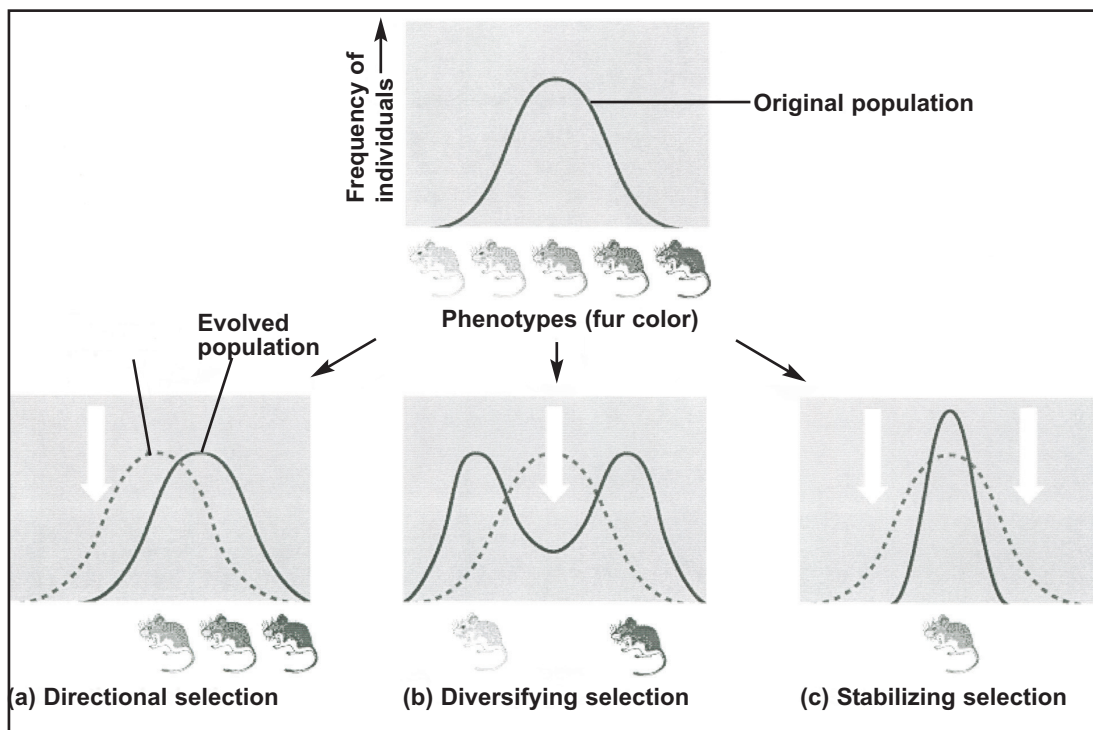 Frequency of
individuals
Original population
Phenotypes (fur color)
Evolved
population
(a) Directional selection
(b) Diversifying selection
(c) Stabilizing selection